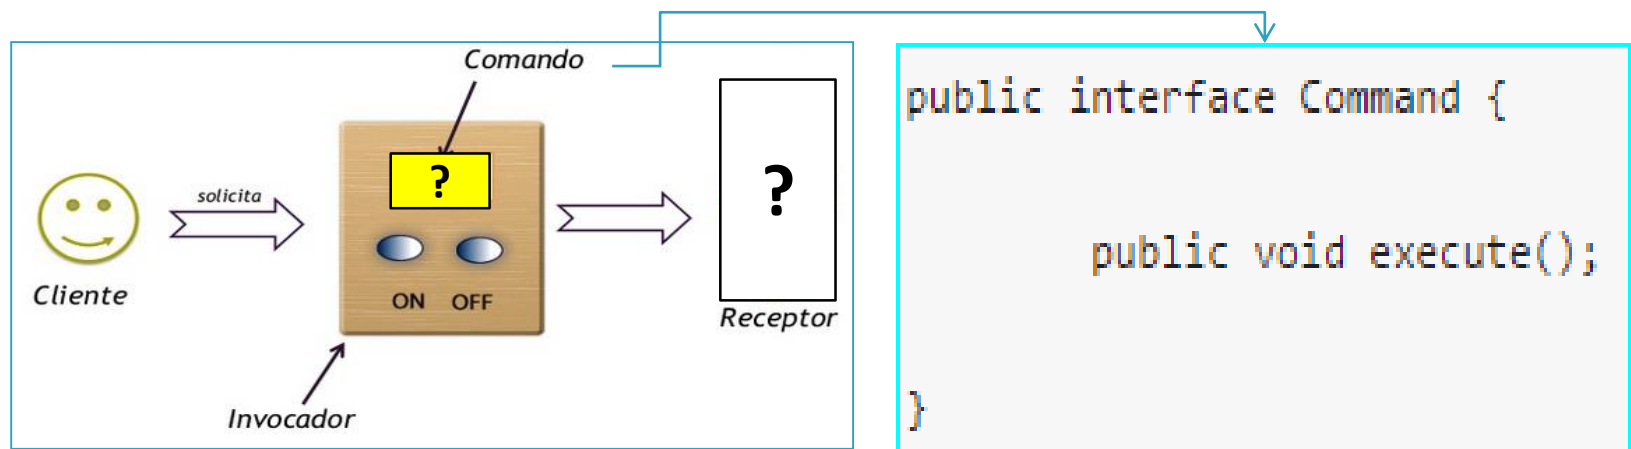 Comando
?
solicita
ON OFF
Cliente
Invocador
?
Receptor
public interface Command {
public void execute();
}